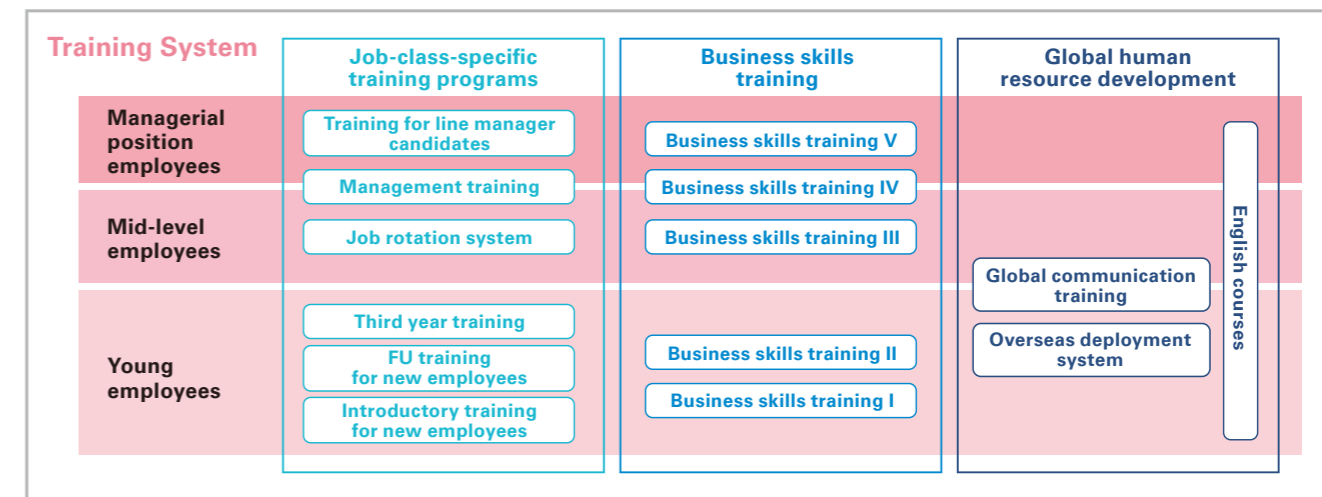 Training System
Job-class-specific
training programs
Business skills
training
Global human
resource development
Managerial
position
employees
Training for line manager
candidates
Management training
Business skills training V
Business skills training IV
Mid-level
employees
Job rotation system
Business skills training III
Global communication
training
English courses
Young
employees
Third year training
FU training
for new employees
Introductory training
for new employees
Business skills training II
Business skills training I
Overseas deployment
system